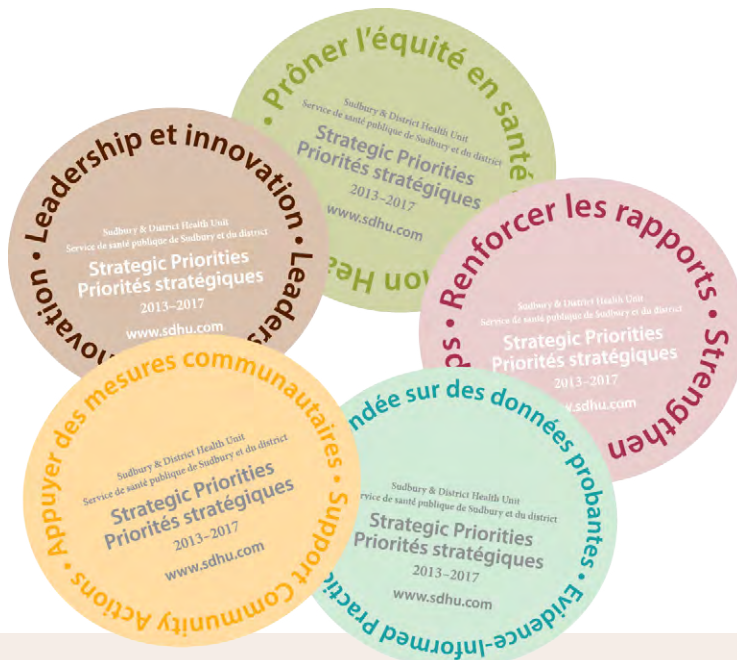 • Prôner l'équité en santé
on Hea
Sudbury & District Health Unit
Service de santé publique de Sudbury et du district
Strategic Priorities
Priorités stratégiques
2013–2017
www.sdhu.com
novation • Leadership et innovation • Leaders
Sudbury & District Health Unit
Service de santé publique de Sudbury et du district
Strategic Priorities
Priorités stratégiques
2013–2017
www.sdhu.com
ps • Renforcer les rapports • Strengthen
Sudbury & District Health Unit
Service de santé publique de Sudbury et du district
Strategic Priorities
Priorités stratégiques
2013–2017
.sdhu.com
• Appuyer des mesures communautaires • Support Community Actions
Sudbury & District Health Unit
Service de santé publique de Sudbury et du district
Strategic Priorities
Priorités stratégiques
2013–2017
www.sdhu.com
ndée sur des données probantes • Evidence-Informed Practic
Sudbury & District Health Unit
ervice de santé publique de Sudbury et du district
Strategic Priorities
Priorités stratégiques
2013–2017
www.sdhu.com